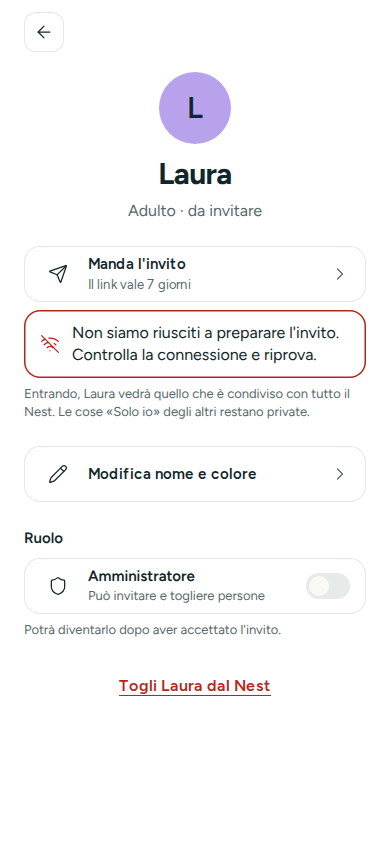 L
Laura
Adulto · da invitare
Manda l'invito
Il link vale 7 giorni
Non siamo riusciti a preparare l'invito.
Controlla la connessione e riprova.
Entrando, Laura vedrà quello che è condiviso con tutto il
Nest. Le cose «Solo io» degli altri restano private.
Modifica nome e colore
Ruolo
Amministratore
Può invitare e togliere persone
Potrà diventarlo dopo aver accettato l'invito.
Togli Laura dal Nest